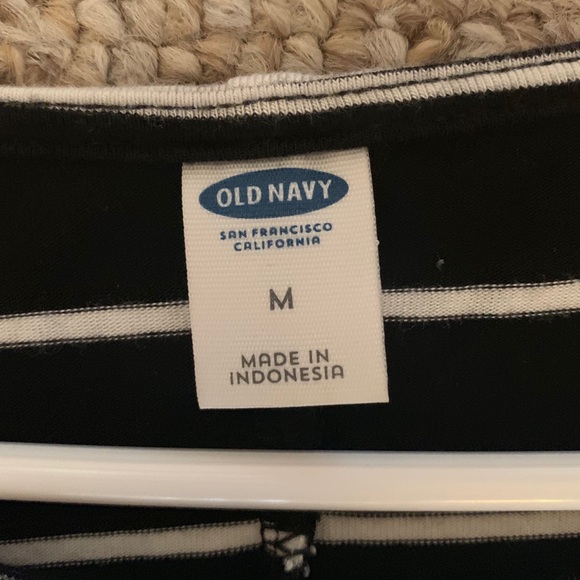 OLD NAVY
SAN FRANCISCO
CALIFORNIA
M
MADE IN
INDONESIA